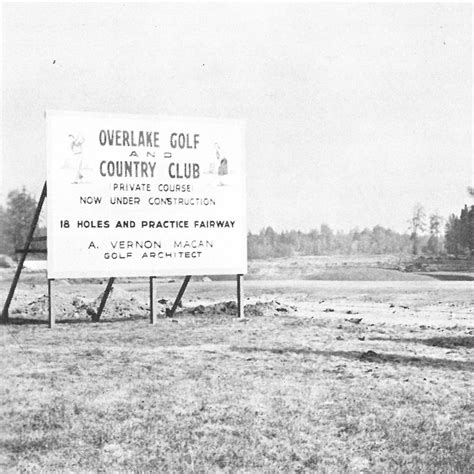 OVERLAKE GOLF
AND
COUNTRY CLUB
(PRIVATE COURSE)
NOW UNDER CONSTRUCTION
18 HOLES AND PRACTICE FAIRWAY
A. VERNON MACAN
GOLF ARCHITECT